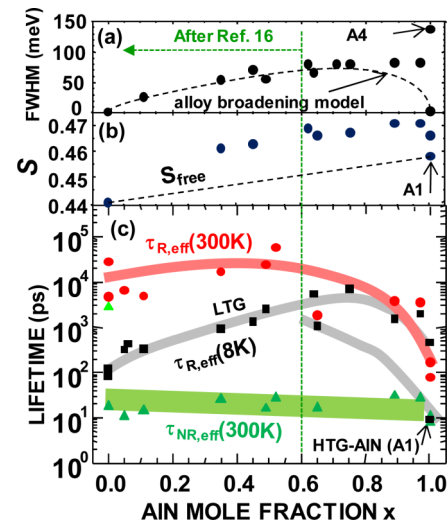 (a)
After Ref. 16
A4
alloy broadening model
FWHM (meV)
150
100
50
0
(b)
S_free
A1
S
0.47
0.46
0.45
0.44
(c)
τ_R,eff(300K)
LTG
τ_R,eff(8K)
τ_NR,eff(300K)
HTG-AlN (A1)
LIFETIME (ps)
10^5
10^4
10^3
10^2
10^1
10^0
0.0 0.2 0.4 0.6 0.8 1.0
AlN MOLE FRACTION x